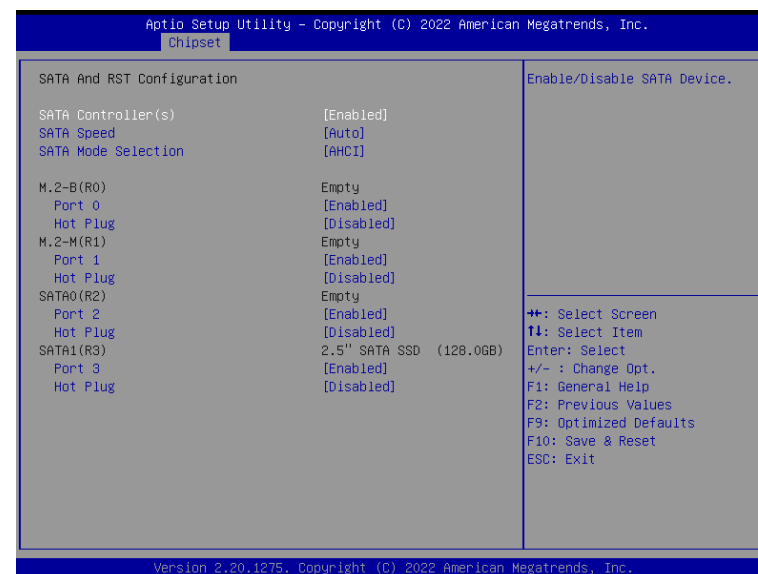 Aptio Setup Utility – Copyright (C) 2022 American Megatrends, Inc.
Chipset
SATA And RST Configuration
SATA Controller(s) [Enabled]
SATA Speed [Auto]
SATA Mode Selection [AHCI]
M.2-B(R0) Empty
Port 0 [Enabled]
Hot Plug [Disabled]
M.2-M(R1) Empty
Port 1 [Enabled]
Hot Plug [Disabled]
SATA0(R2) Empty
Port 2 [Enabled]
Hot Plug [Disabled]
SATA1(R3) 2.5'' SATA SSD (128.0GB)
Port 3 [Enabled]
Hot Plug [Disabled]
Enable/Disable SATA Device.
→←: Select Screen
↑↓: Select Item
Enter: Select
+/- : Change Opt.
F1: General Help
F2: Previous Values
F9: Optimized Defaults
F10: Save & Reset
ESC: Exit
Version 2.20.1275. Copyright (C) 2022 American Megatrends, Inc.